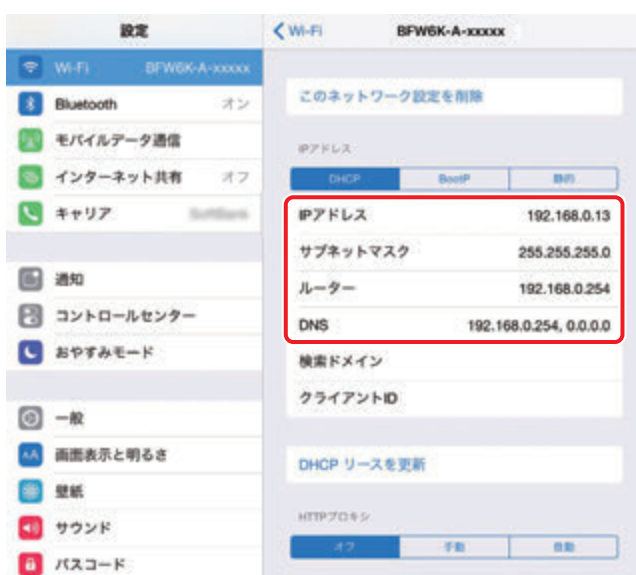 設定
Wi-Fi BFW6K-A-xxxxx
Bluetooth オン
モバイルデータ通信
インターネット共有 オフ
キャリア SoftBank
通知
コントロールセンター
おやすみモード
一般
画面表示と明るさ
壁紙
サウンド
パスコード
Wi-Fi BFW6K-A-xxxxx
このネットワーク設定を削除
IPアドレス
DHCP BootP 静的
IPアドレス 192.168.0.13
サブネットマスク 255.255.255.0
ルーター 192.168.0.254
DNS 192.168.0.254, 0.0.0.0
検索ドメイン
クライアントID
DHCP リースを更新
HTTPプロキシ
オフ 手動 自動